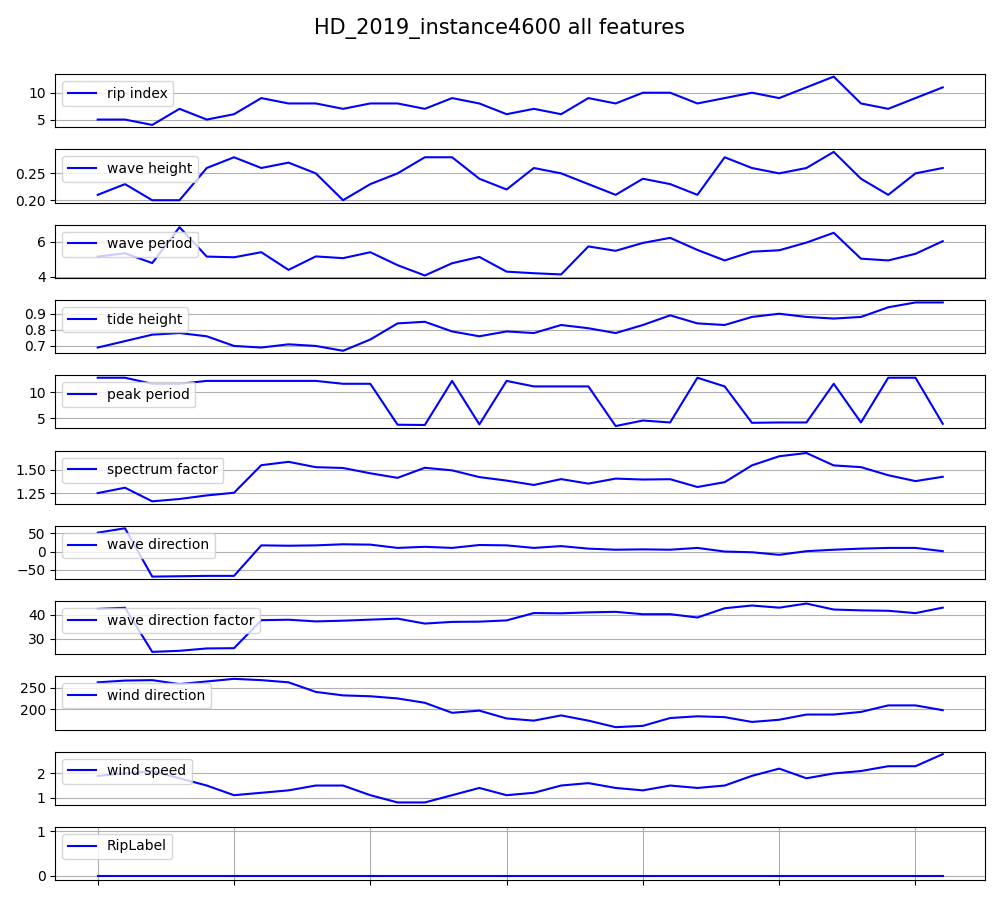 HD_2019_instance4600 all features
10
5
rip index
0.25
0.20
wave height
6
4
wave period
0.9
0.8
0.7
tide height
10
5
peak period
1.50
1.25
spectrum factor
50
0
−50
wave direction
40
30
wave direction factor
250
200
wind direction
2
1
wind speed
1
0
RipLabel